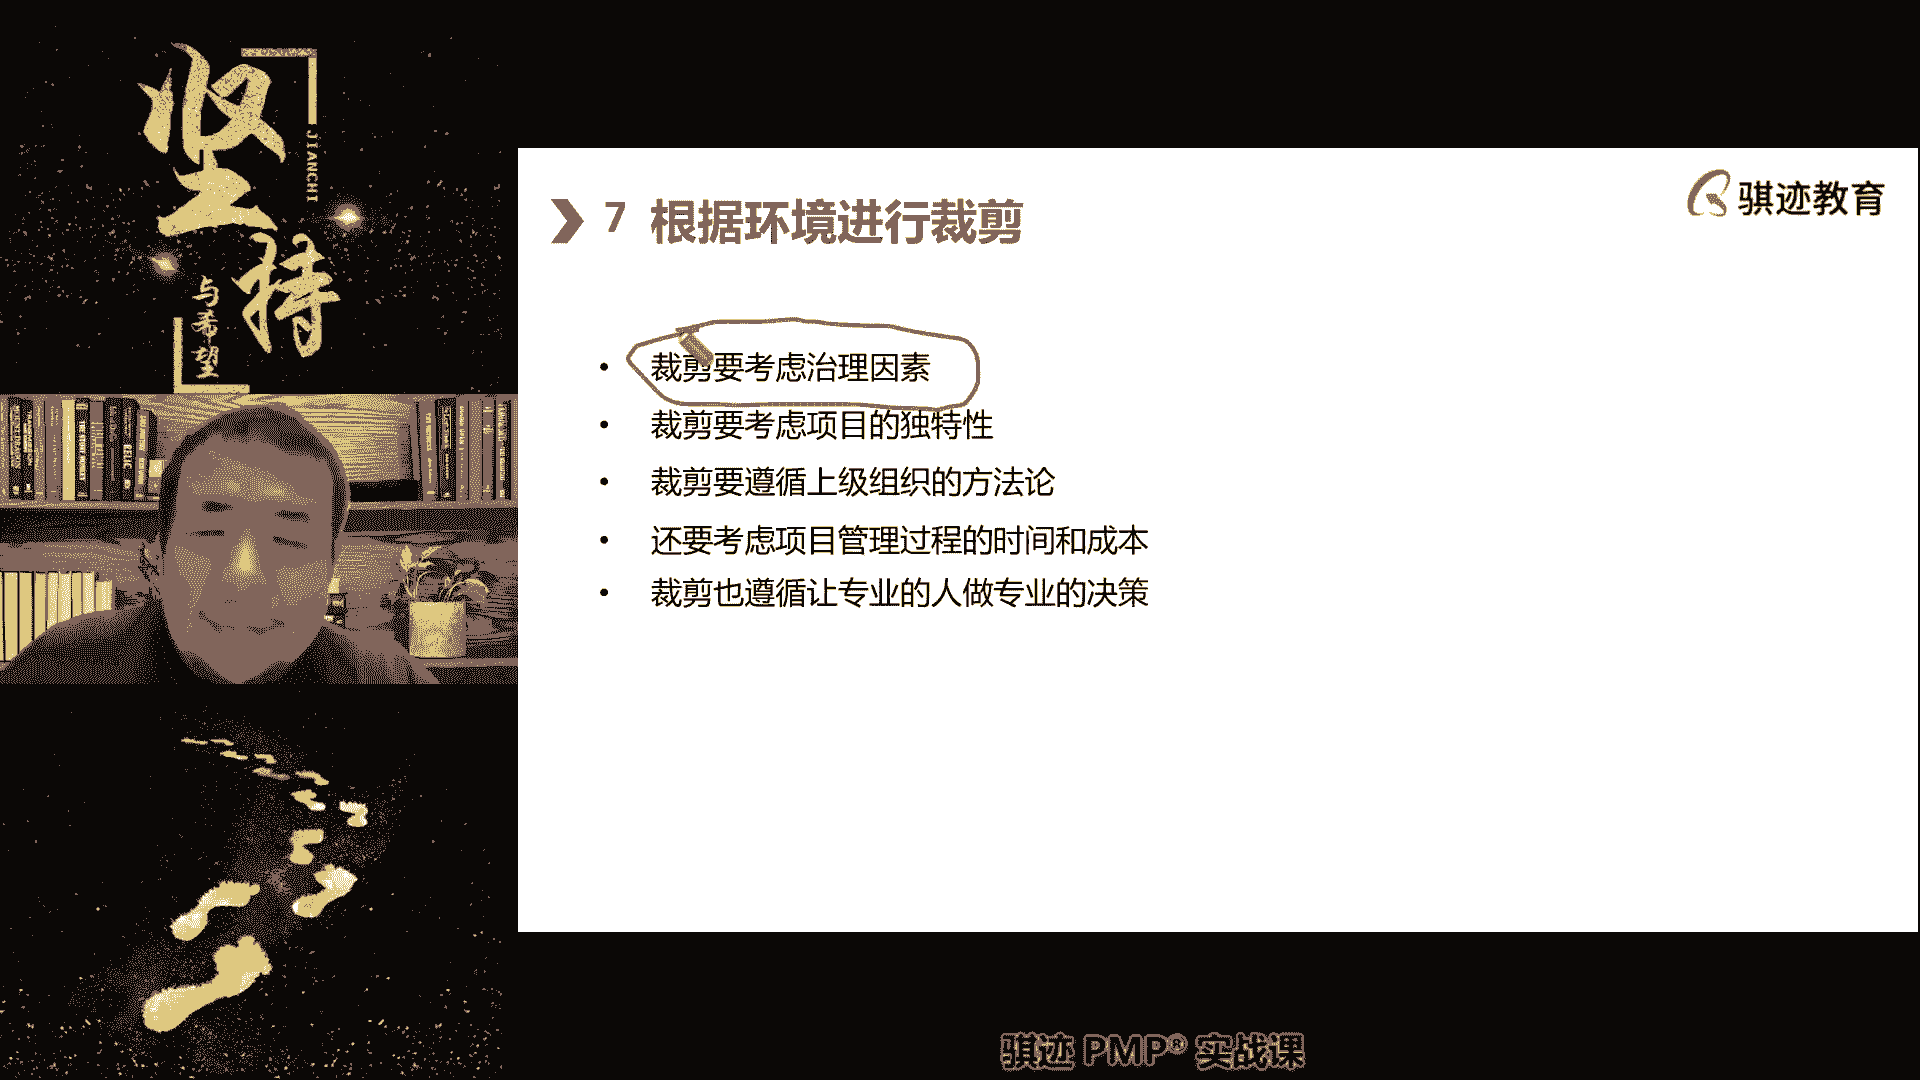 坚持
JIANCHI
与希望
骐迹教育
7 根据环境进行裁剪
• 裁剪要考虑治理因素
• 裁剪要考虑项目的独特性
• 裁剪要遵循上级组织的方法论
• 还要考虑项目管理过程的时间和成本
• 裁剪也遵循让专业的人做专业的决策
骐迹 PMP® 实战课